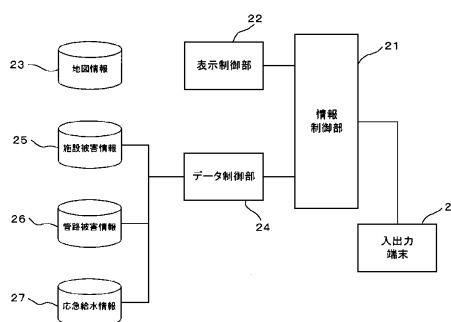 22
21
23
地図情報
表示制御部
情報
制御部
25
施設被害情報
データ制御部
24
26
管路被害情報
2
入出力
端末
27
応急給水情報